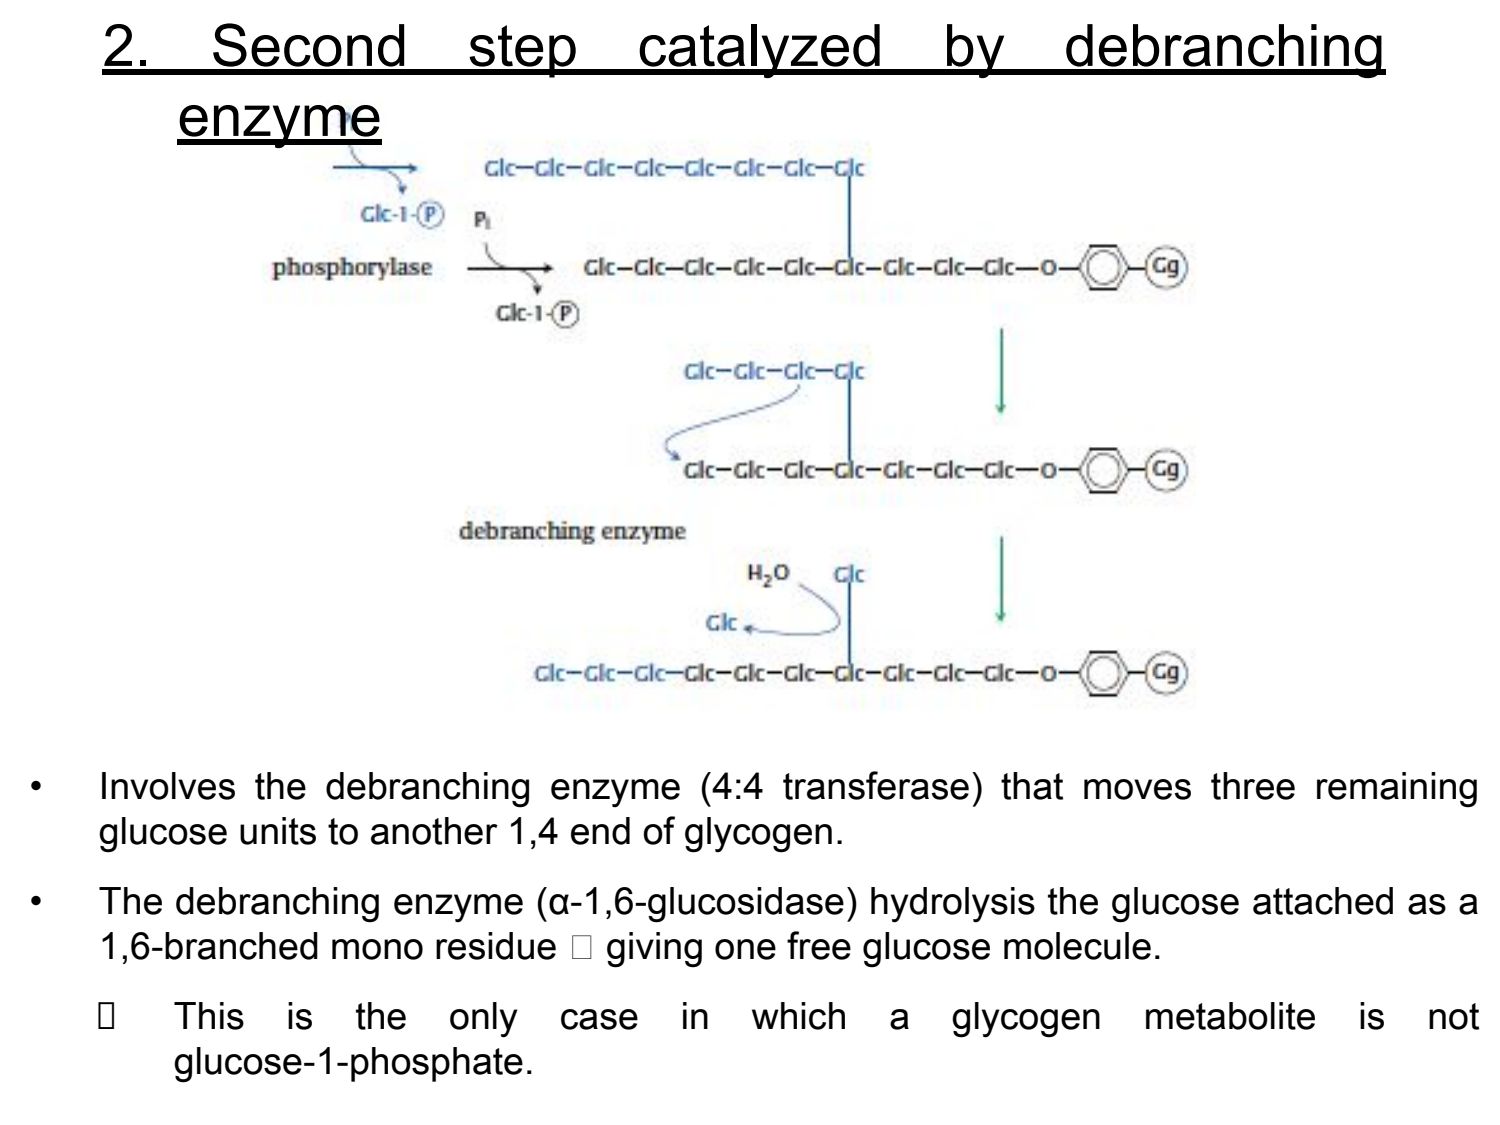 2. Second step catalyzed by debranching
enzyme
Glc–Glc–Glc–Glc–Glc–Glc–Glc–Glc
Glc-1-P
Pi
phosphorylase
Glc–Glc–Glc–Glc–Glc–Glc–Glc–Glc–Glc–O– –Gg
Glc-1-P
Glc–Glc–Glc–Glc
Glc–Glc–Glc–Glc–Glc–Glc–Glc–O– –Gg
debranching enzyme
H2O
Glc
Glc
Glc–Glc–Glc–Glc–Glc–Glc–Glc–Glc–Glc–Glc–O– –Gg
• Involves the debranching enzyme (4:4 transferase) that moves three remaining
glucose units to another 1,4 end of glycogen.
• The debranching enzyme (α-1,6-glucosidase) hydrolysis the glucose attached as a
1,6-branched mono residue  giving one free glucose molecule.
 This is the only case in which a glycogen metabolite is not
glucose-1-phosphate.